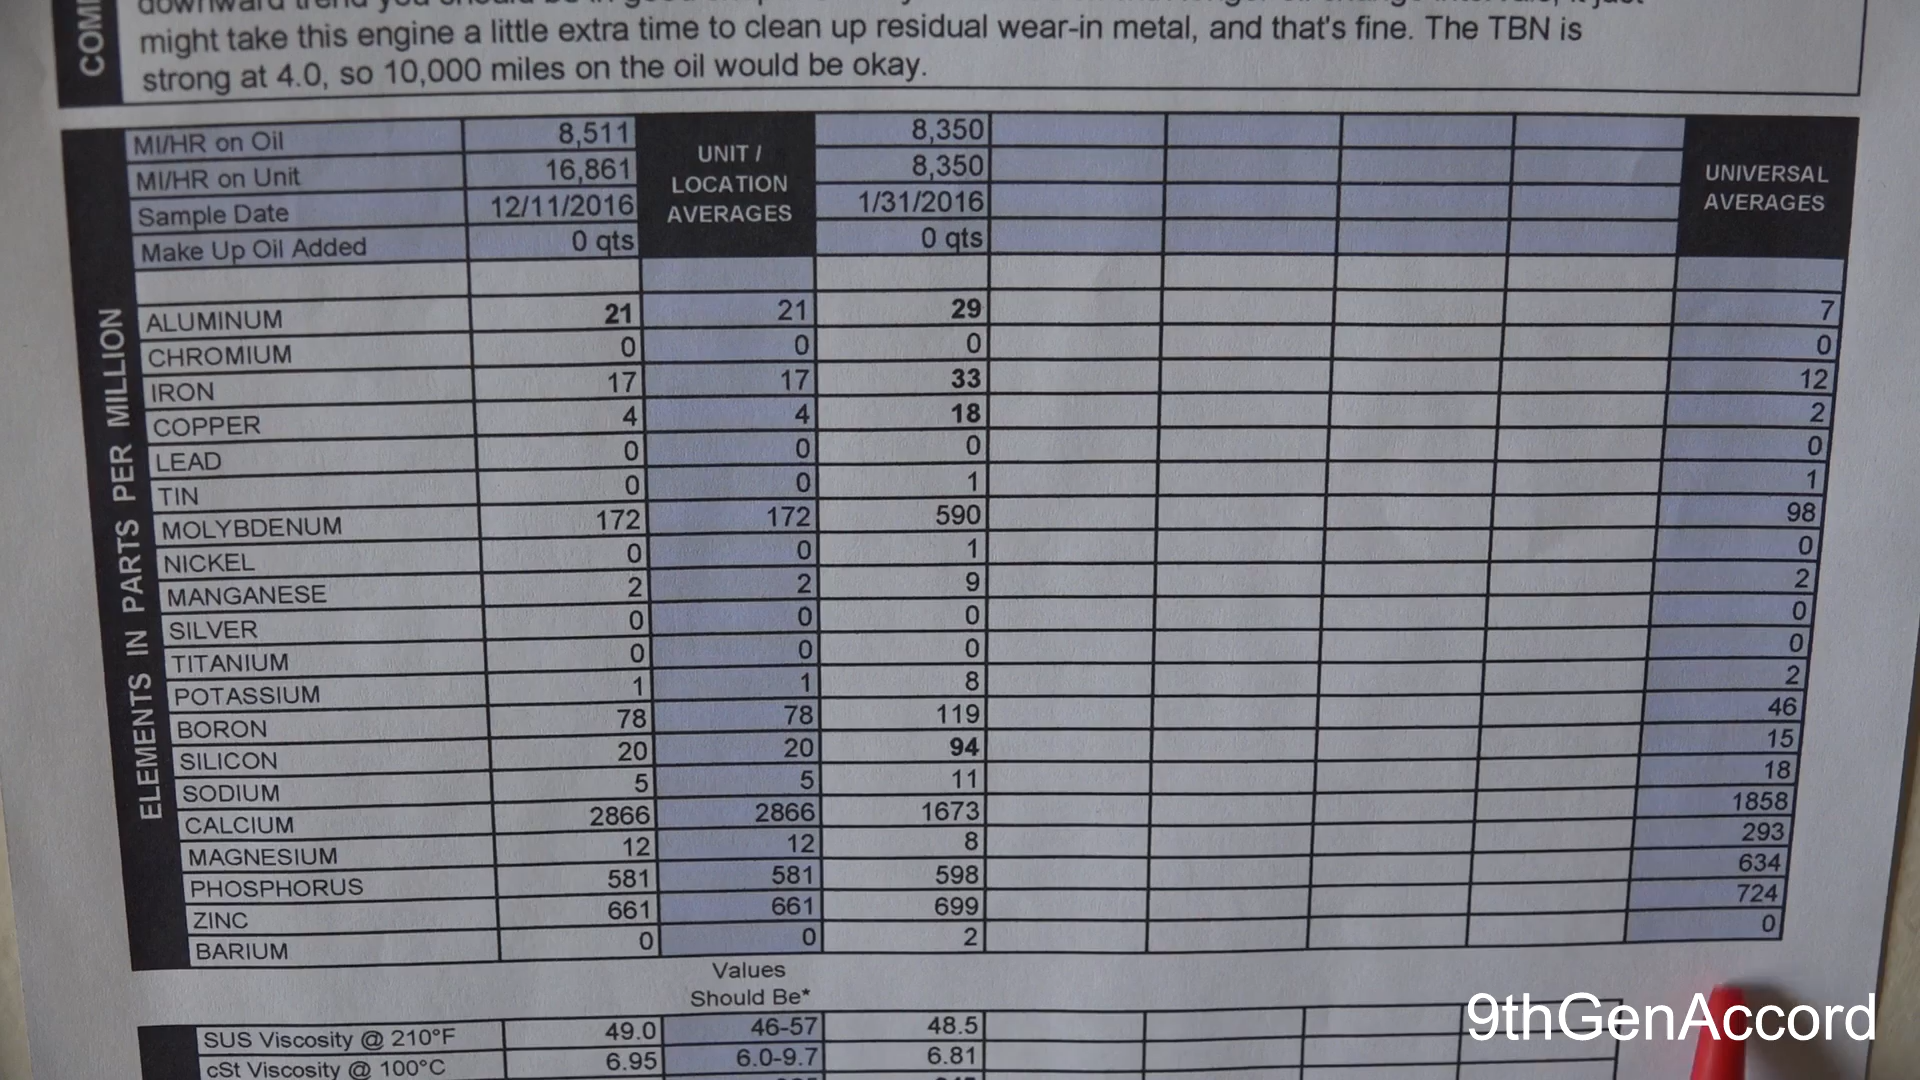 might take this engine a little extra time to clean up residual wear-in metal, and that's fine. The TBN is
strong at 4.0, so 10,000 miles on the oil would be okay.
MI/HR on Oil 8,511 8,350
MI/HR on Unit 16,861 8,350
Sample Date 12/11/2016 1/31/2016
Make Up Oil Added 0 qts 0 qts
UNIT /
LOCATION
AVERAGES
UNIVERSAL
AVERAGES
ELEMENTS IN PARTS PER MILLION
ALUMINUM 21 21 29 7
CHROMIUM 0 0 0 0
IRON 17 17 33 12
COPPER 4 4 18 2
LEAD 0 0 0 0
TIN 0 0 1 1
MOLYBDENUM 172 172 590 98
NICKEL 0 0 1 0
MANGANESE 2 2 9 2
SILVER 0 0 0 0
TITANIUM 0 0 0 0
POTASSIUM 1 1 8 2
BORON 78 78 119 46
SILICON 20 20 94 15
SODIUM 5 5 11 18
CALCIUM 2866 2866 1673 1858
MAGNESIUM 12 12 8 293
PHOSPHORUS 581 581 598 634
ZINC 661 661 699 724
BARIUM 0 0 2 0
Values
Should Be*
SUS Viscosity @ 210°F 49.0 46-57 48.5
cSt Viscosity @ 100°C 6.95 6.0-9.7 6.81
9thGenAccord